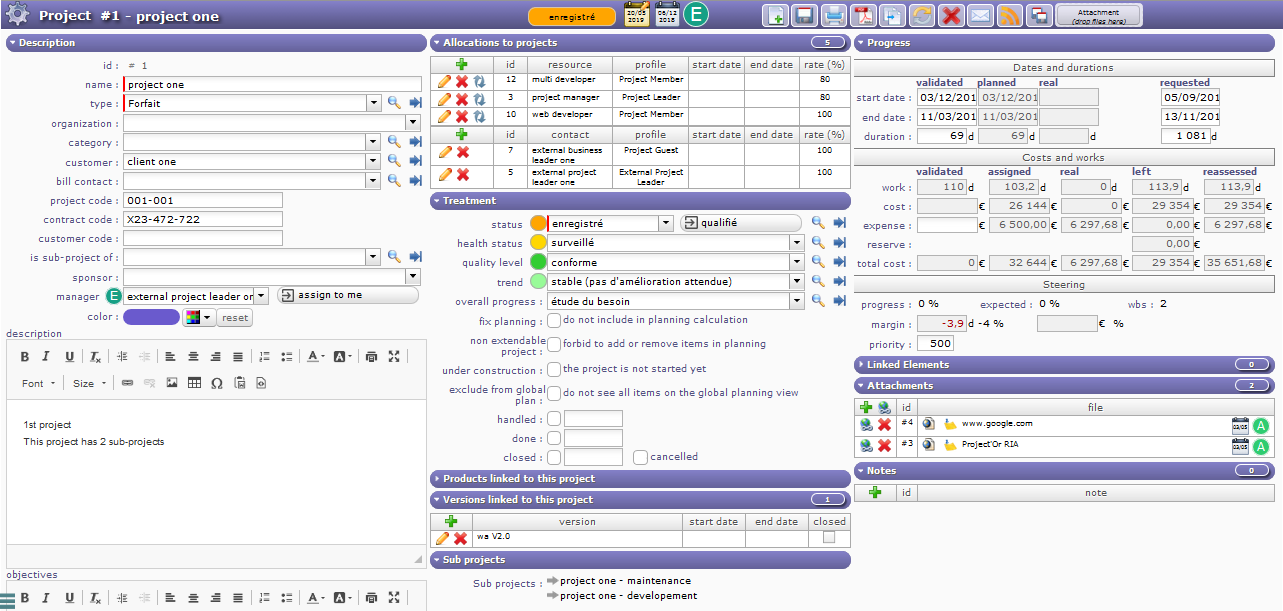 Project #1 - project one
enregistré
20/05
2019
06/12
2018
E
Attachment
(drop files here)
Description
id : # 1
name : project one
type : Forfait
organization :
category :
customer : client one
bill contact :
project code : 001-001
contract code : X23-472-722
customer code :
is sub-project of :
sponsor :
manager E external project leader or assign to me
color : reset
description
B I U Tx A A
Font Size
1st project
This project has 2 sub-projects
objectives
B I U Tx A A
Allocations to projects 5
id resource profile start date end date rate (%)
12 multi developer Project Member 80
3 project manager Project Leader 80
10 web developer Project Member 100
id contact profile start date end date rate (%)
7 external business leader one Project Guest 100
5 external project leader one External Project Leader 100
Treatment
status enregistré qualifié
health status surveillé
quality level conforme
trend stable (pas d'amélioration attendue)
overall progress : étude du besoin
fix planning : do not include in planning calculation
non extendable project : forbid to add or remove items in planning
under construction : the project is not started yet
exclude from global plan : do not see all items on the global planning view
handled :
done :
closed : cancelled
Products linked to this project
Versions linked to this project 1
version start date end date closed
wa V2.0
Sub projects
Sub projects : project one - maintenance
project one - developement
Progress
Dates and durations
validated planned real requested
start date : 03/12/201 03/12/201 05/09/201
end date : 11/03/201 11/03/201 13/11/201
duration : 69 d 69 d d 1 081 d
Costs and works
validated assigned real left reassessed
work : 110 d 103,2 d 0 d 113,9 d 113,9 d
cost : € 26 144 € 0 € 29 354 € 29 354 €
expense : € 6 500,00 € 6 297,68 € 0,00 € 6 297,68 €
reserve : 0,00 €
total cost : 0 € 32 644 € 6 297,68 € 29 354 € 35 651,68 €
Steering
progress : 0 % expected : 0 % wbs : 2
margin : -3,9 d -4 % € %
priority : 500
Linked Elements 0
Attachments 2
id file
#4 www.google.com 03/05 A
#3 Project'Or RIA 03/05 A
Notes 0
id note